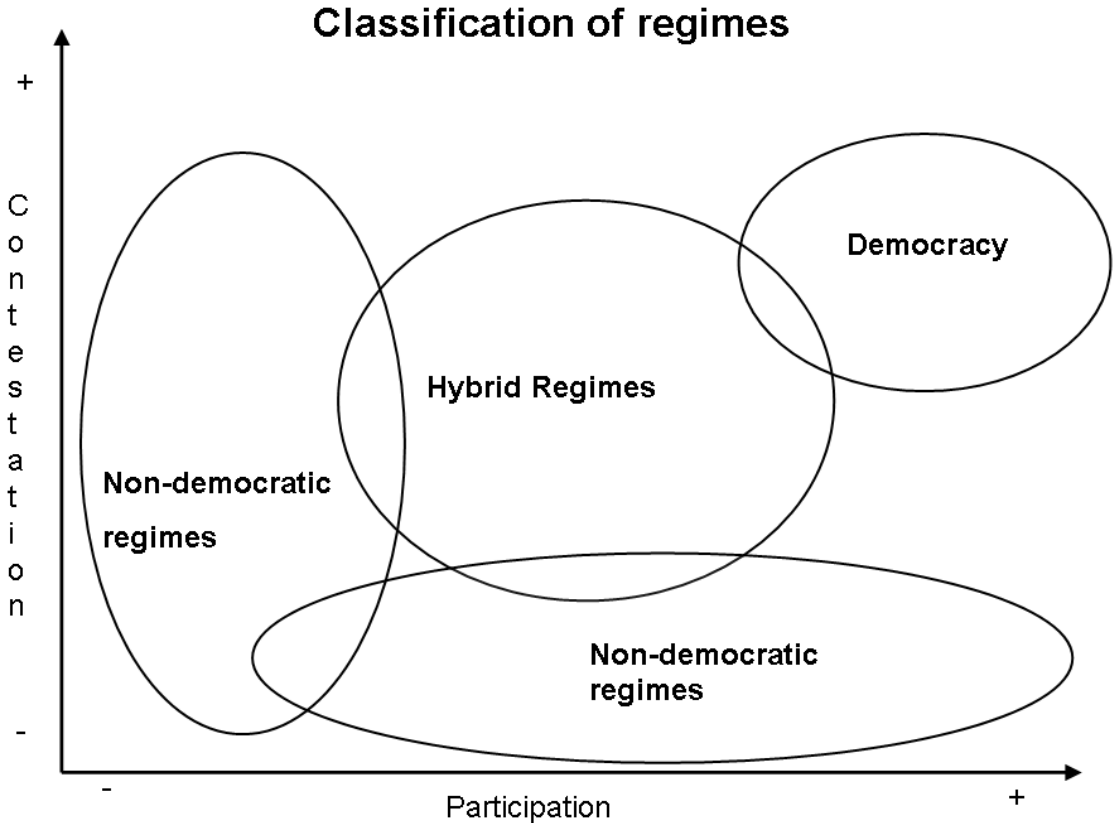 Classification of regimes
+
Contestation
Democracy
Hybrid Regimes
Non-democratic
regimes
Non-democratic
regimes
-
-
+
Participation